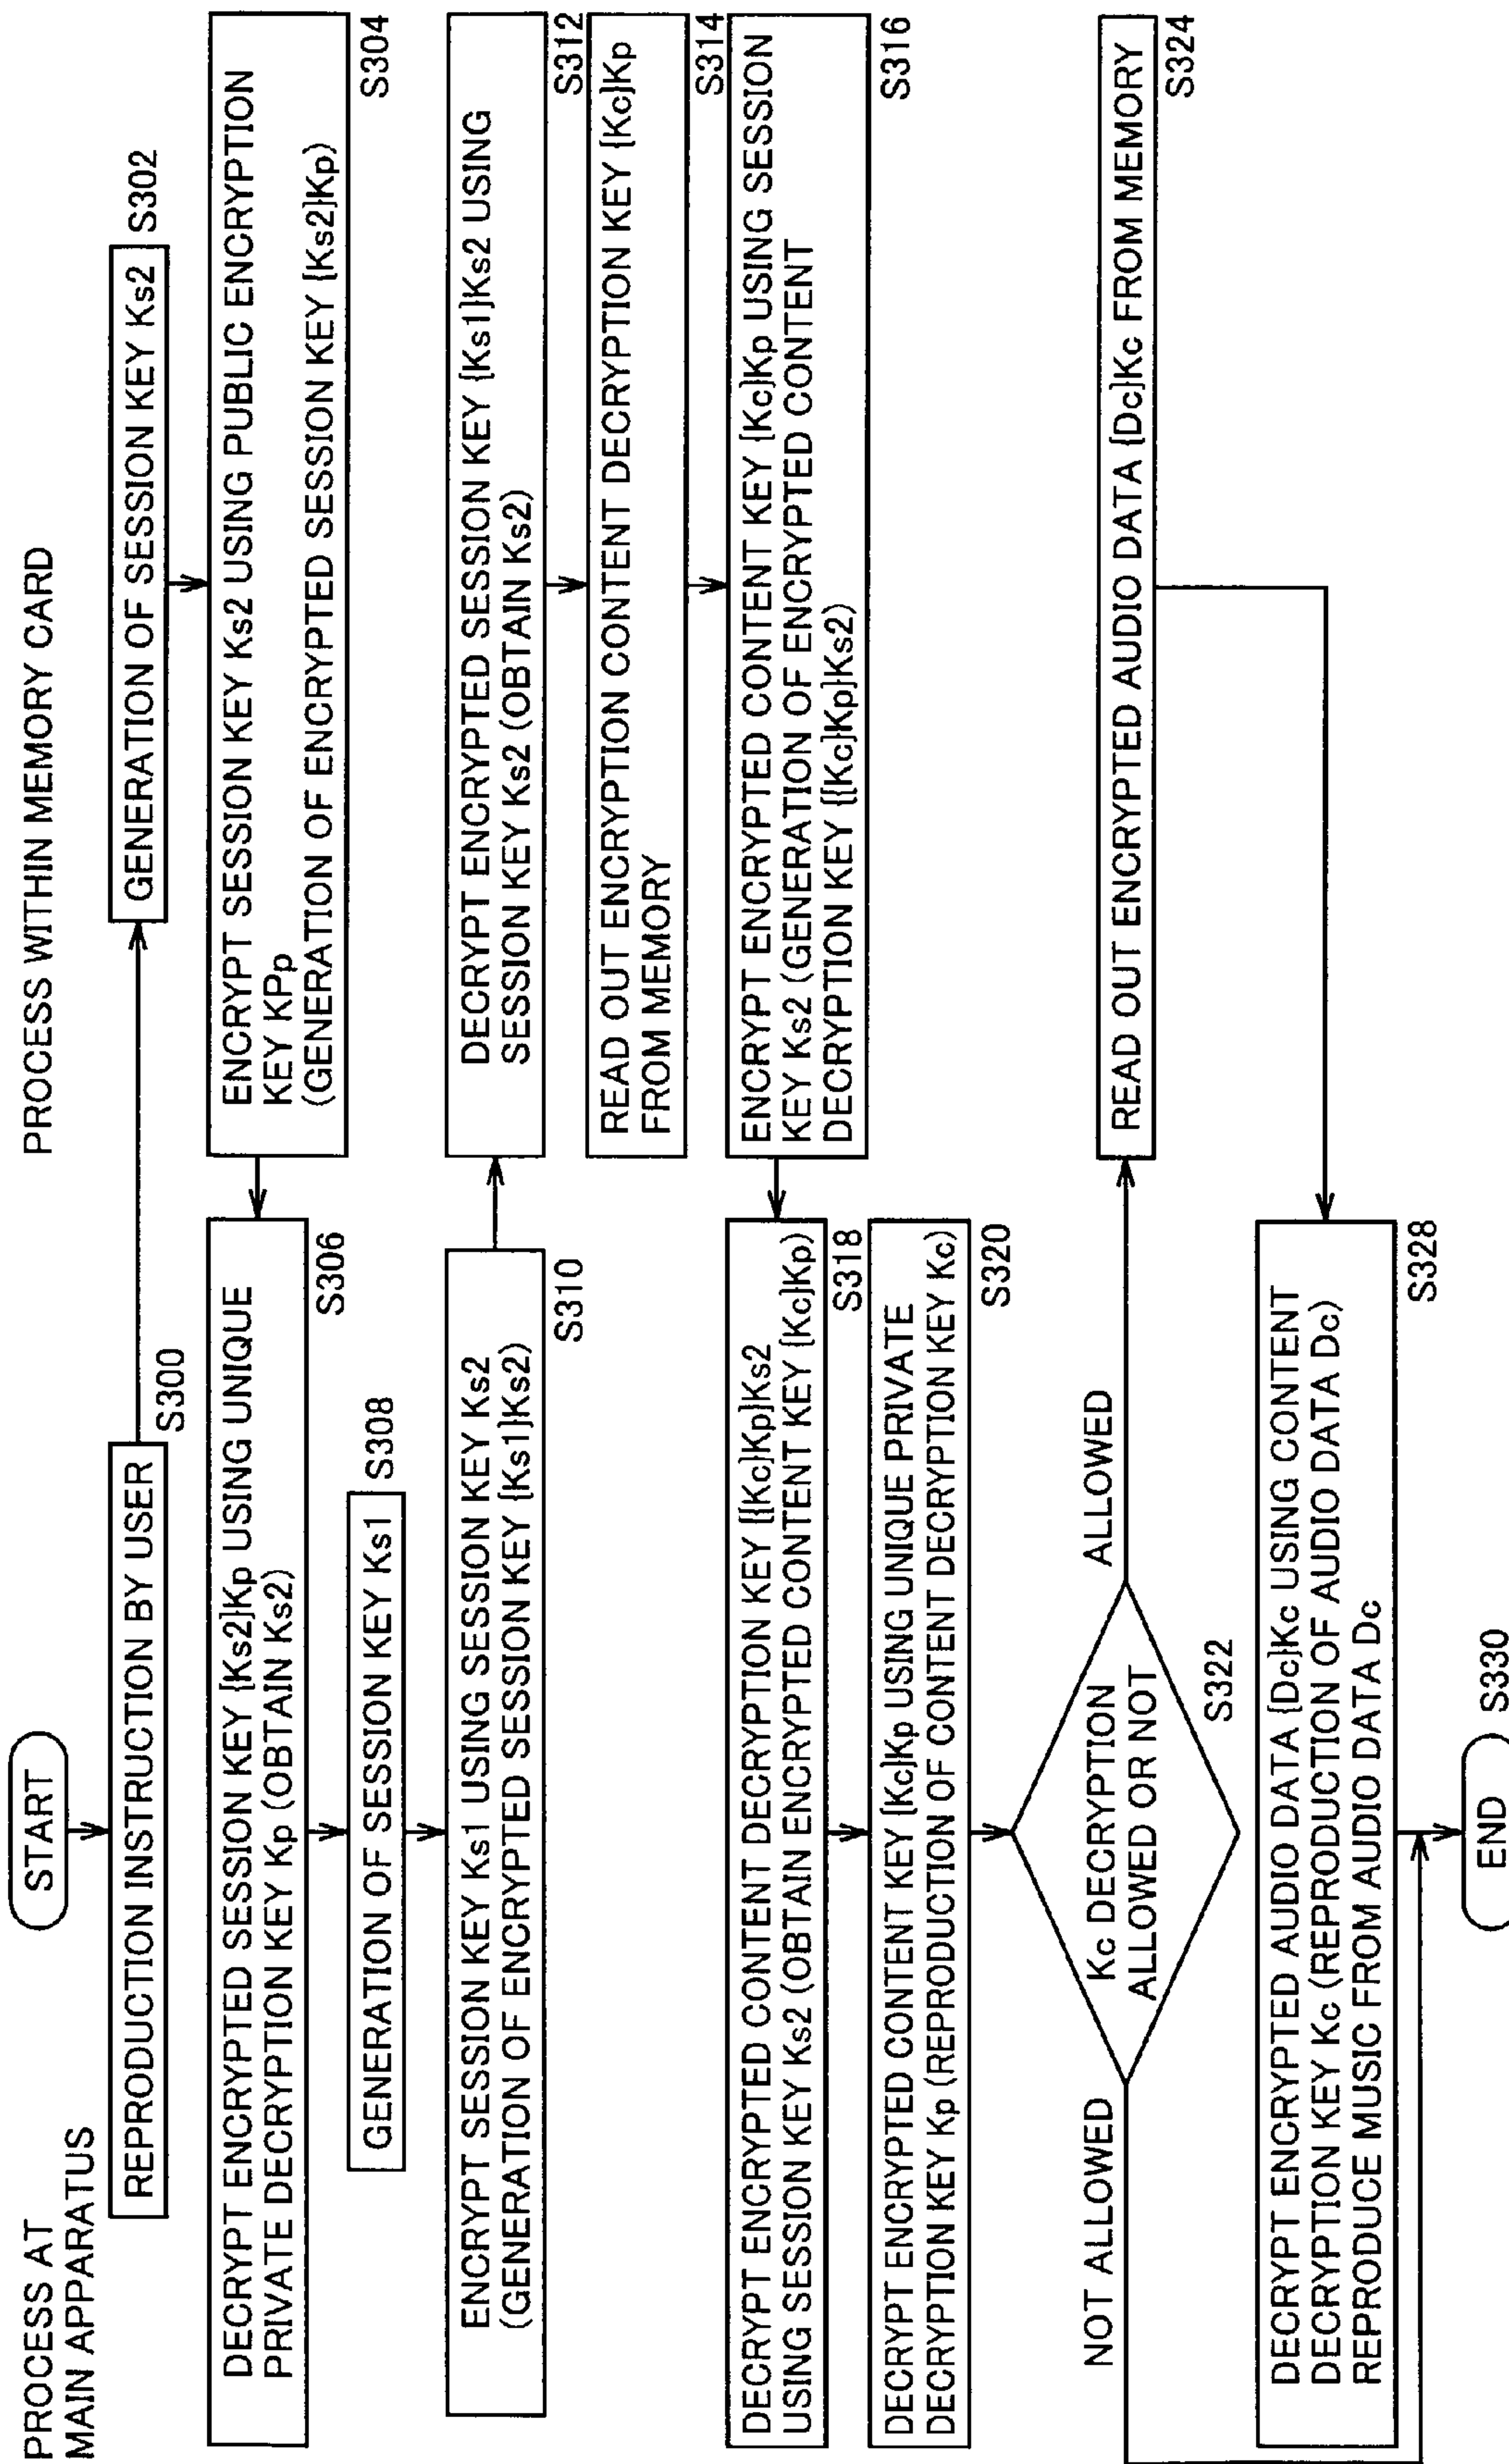 PROCESS AT
MAIN APPARATUS
PROCESS WITHIN MEMORY CARD
START
REPRODUCTION INSTRUCTION BY USER
S300
GENERATION OF SESSION KEY Ks2
S302
ENCRYPT SESSION KEY Ks2 USING PUBLIC ENCRYPTION
KEY KPp
(GENERATION OF ENCRYPTED SESSION KEY {Ks2}Kp)
S304
DECRYPT ENCRYPTED SESSION KEY {Ks2}Kp USING UNIQUE
PRIVATE DECRYPTION KEY Kp (OBTAIN Ks2)
S306
GENERATION OF SESSION KEY Ks1
S308
ENCRYPT SESSION KEY Ks1 USING SESSION KEY Ks2
(GENERATION OF ENCRYPTED SESSION KEY {Ks1}Ks2)
S310
DECRYPT ENCRYPTED SESSION KEY {Ks1}Ks2 USING
SESSION KEY Ks2 (OBTAIN Ks2)
S312
READ OUT ENCRYPTION CONTENT DECRYPTION KEY {Kc}Kp
FROM MEMORY
S314
ENCRYPT ENCRYPTED CONTENT KEY {Kc}Kp USING SESSION
KEY Ks2 (GENERATION OF ENCRYPTED CONTENT
DECRYPTION KEY {{Kc}Kp}Ks2)
S316
DECRYPT ENCRYPTED CONTENT DECRYPTION KEY {{Kc}Kp}Ks2
USING SESSION KEY Ks2 (OBTAIN ENCRYPTED CONTENT KEY {Kc}Kp)
S318
DECRYPT ENCRYPTED CONTENT KEY {Kc}Kp USING UNIQUE PRIVATE
DECRYPTION KEY Kp (REPRODUCTION OF CONTENT DECRYPTION KEY Kc)
S320
Kc DECRYPTION
ALLOWED OR NOT
S322
NOT ALLOWED
ALLOWED
READ OUT ENCRYPTED AUDIO DATA {Dc}Kc FROM MEMORY
S324
DECRYPT ENCRYPTED AUDIO DATA {Dc}Kc USING CONTENT
DECRYPTION KEY Kc (REPRODUCTION OF AUDIO DATA Dc)
REPRODUCE MUSIC FROM AUDIO DATA Dc
S328
END
S330